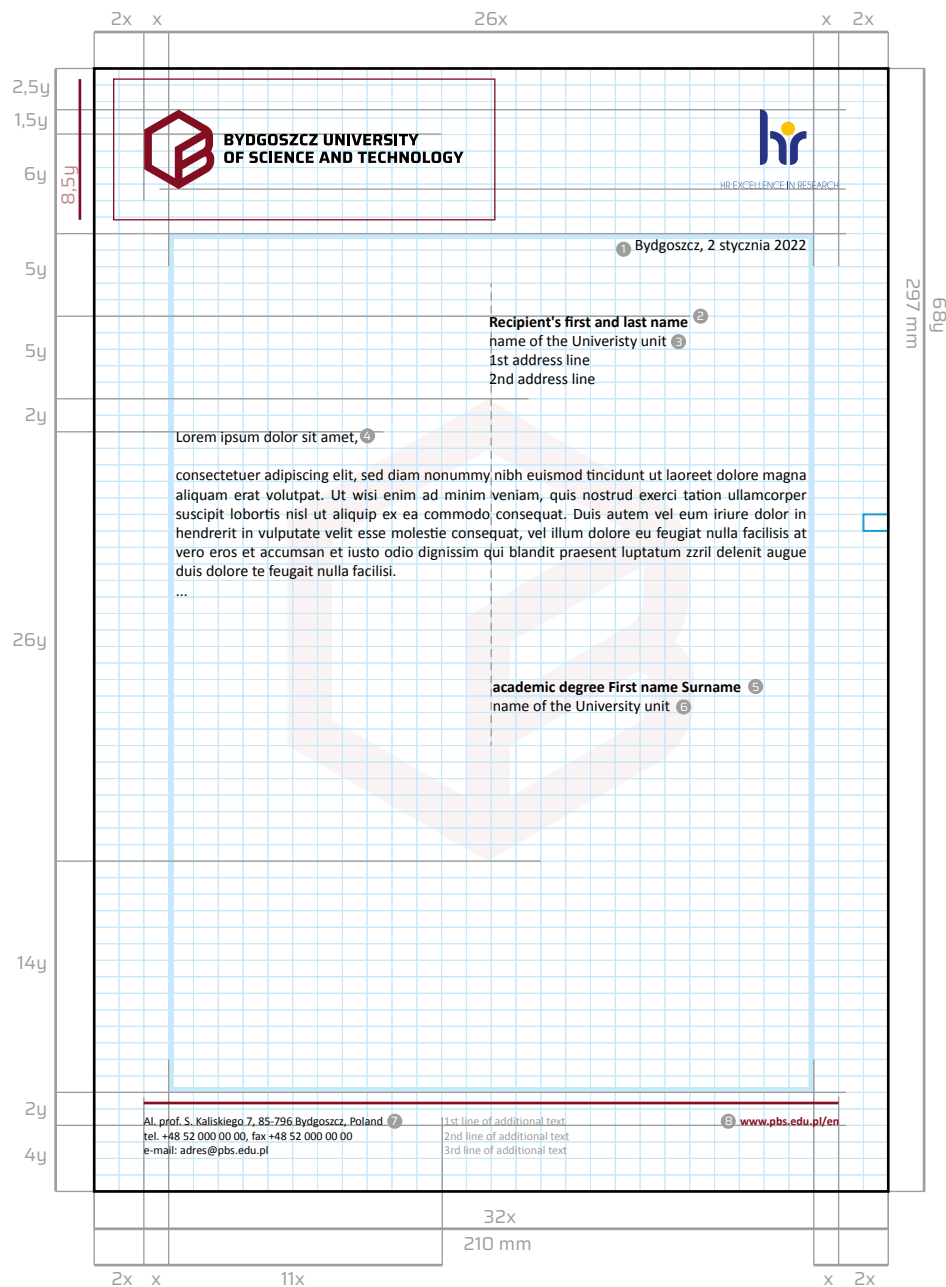 2x x 26x x 2x
2,5y
1,5y
6y
8,5y
BYDGOSZCZ UNIVERSITY
OF SCIENCE AND TECHNOLOGY
hr
HR EXCELLENCE IN RESEARCH
1 Bydgoszcz, 2 stycznia 2022
5y
297 mm
68y
Recipient's first and last name 2
name of the Univeristy unit 3
1st address line
2nd address line
5y
2y
Lorem ipsum dolor sit amet, 4
consectetuer adipiscing elit, sed diam nonummy nibh euismod tincidunt ut laoreet dolore magna
aliquam erat volutpat. Ut wisi enim ad minim veniam, quis nostrud exerci tation ullamcorper
suscipit lobortis nisl ut aliquip ex ea commodo consequat. Duis autem vel eum iriure dolor in
hendrerit in vulputate velit esse molestie consequat, vel illum dolore eu feugiat nulla facilisis at
vero eros et accumsan et iusto odio dignissim qui blandit praesent luptatum zzril delenit augue
duis dolore te feugait nulla facilisi.
...
26y
academic degree First name Surname 5
name of the University unit 6
14y
2y
4y
Al. prof. S. Kaliskiego 7, 85-796 Bydgoszcz, Poland 7
tel. +48 52 000 00 00, fax +48 52 000 00 00
e-mail: adres@pbs.edu.pl
1st line of additional text
2nd line of additional text
3rd line of additional text
8 www.pbs.edu.pl/en
32x
210 mm
2x x 11x x 2x